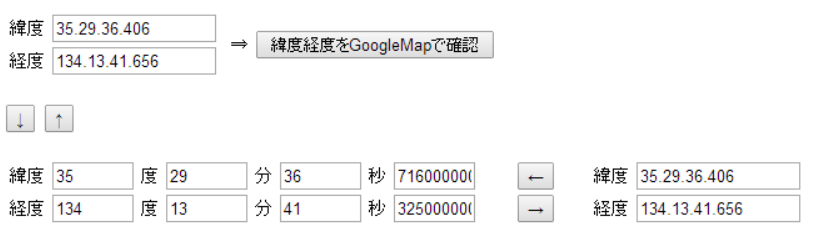 緯度 35.29.36.406
⇒ 緯度経度をGoogleMapで確認
経度 134.13.41.656
↓ ↑
緯度 35 度 29 分 36 秒 71600000 ← 緯度 35.29.36.406
経度 134 度 13 分 41 秒 32500000 → 経度 134.13.41.656